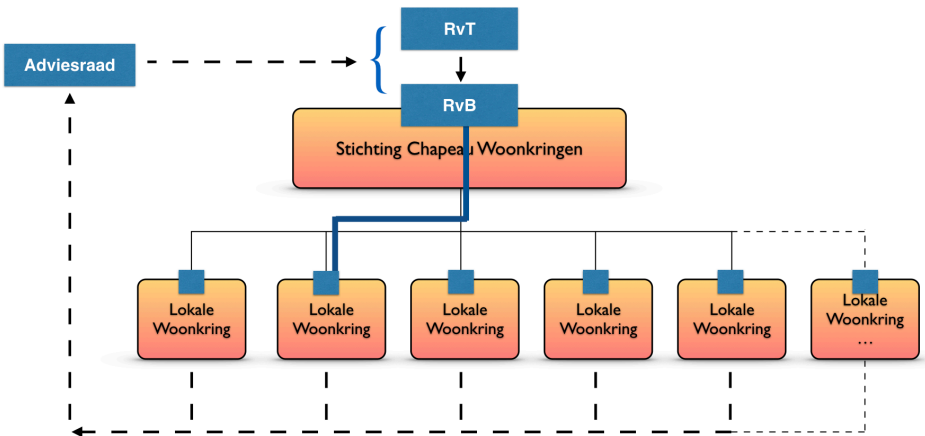 RvT
Adviesraad
RvB
Stichting Chapeau Woonkringen
Lokale
Woonkring
Lokale
Woonkring
Lokale
Woonkring
Lokale
Woonkring
Lokale
Woonkring
Lokale
Woonkring
...